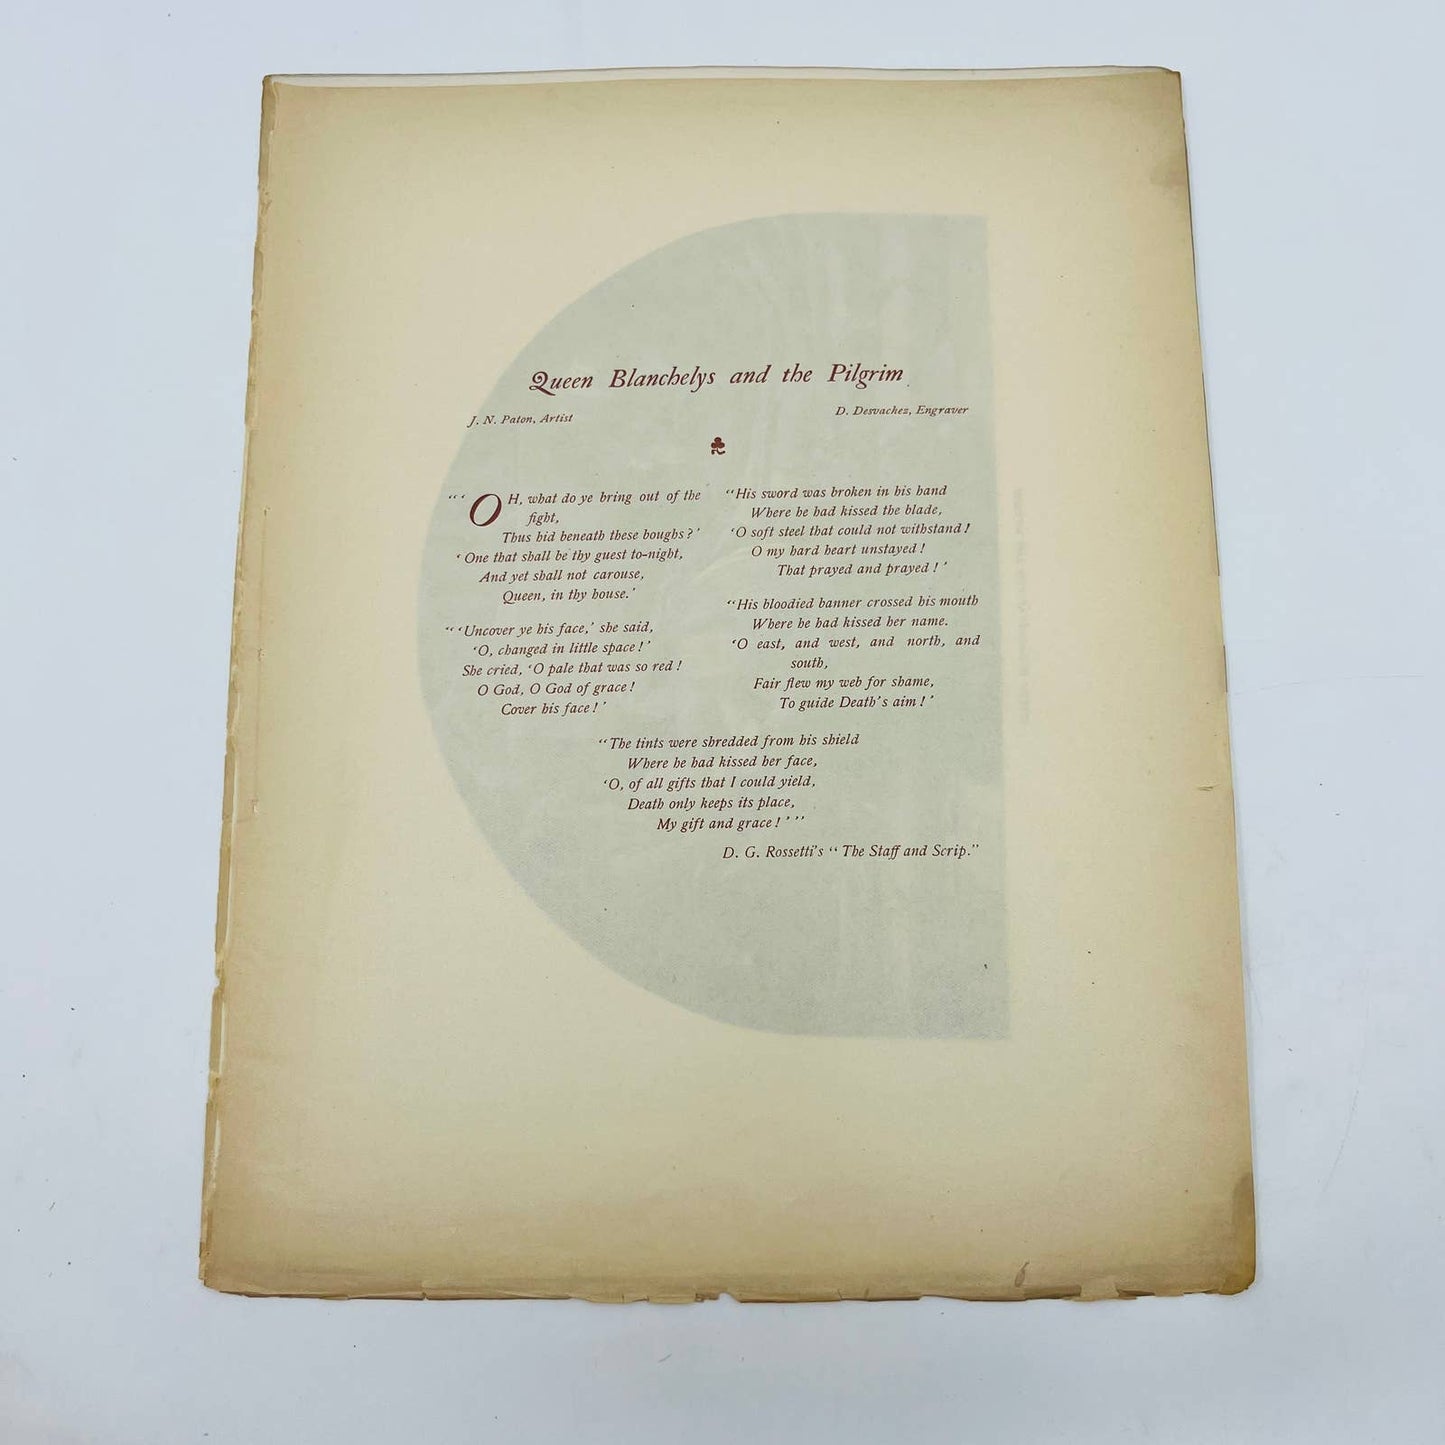 Queen Blanchelys and the Pilgrim
J. N. Paton, Artist
D. Desvachez, Engraver
“‘OH, what do ye bring out of the
fight,
Thus hid beneath these boughs?’
‘One that shall be thy guest to-night,
And yet shall not carouse,
Queen, in thy house.’
“‘Uncover ye his face,’ she said,
‘O, changed in little space!’
She cried, ‘O pale that was so red!
O God, O God of grace!
Cover his face!’
“His sword was broken in his hand
Where he had kissed the blade,
‘O soft steel that could not withstand!
O my hard heart unstayed!
That prayed and prayed!’
“His bloodied banner crossed his mouth
Where he had kissed her name.
‘O east, and west, and north, and
south,
Fair flew my web for shame,
To guide Death's aim!’
“The tints were shredded from his shield
Where he had kissed her face,
‘O, of all gifts that I could yield,
Death only keeps its place,
My gift and grace!’”
D. G. Rossetti's “The Staff and Scrip.”
6